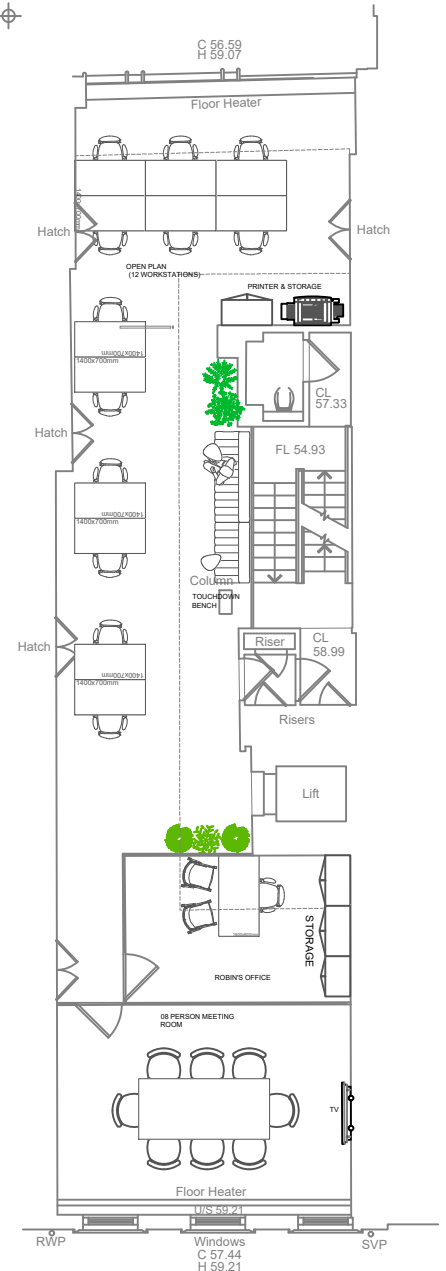 C 56.59
H 59.07
Floor Heater
1400x700mm
Hatch
Hatch
OPEN PLAN
(12 WORKSTATIONS)
PRINTER & STORAGE
1400x700mm
1400x700mm
CL
57.33
Hatch
FL 54.93
1400x700mm
1400x700mm
Column
TOUCHDOWN
BENCH
Hatch
Riser
CL
58.99
1400x700mm
1400x700mm
Risers
Lift
STORAGE
ROBIN'S OFFICE
08 PERSON MEETING
ROOM
TV
Floor Heater
U/S 59.21
RWP
Windows
SVP
C 57.44
H 59.21